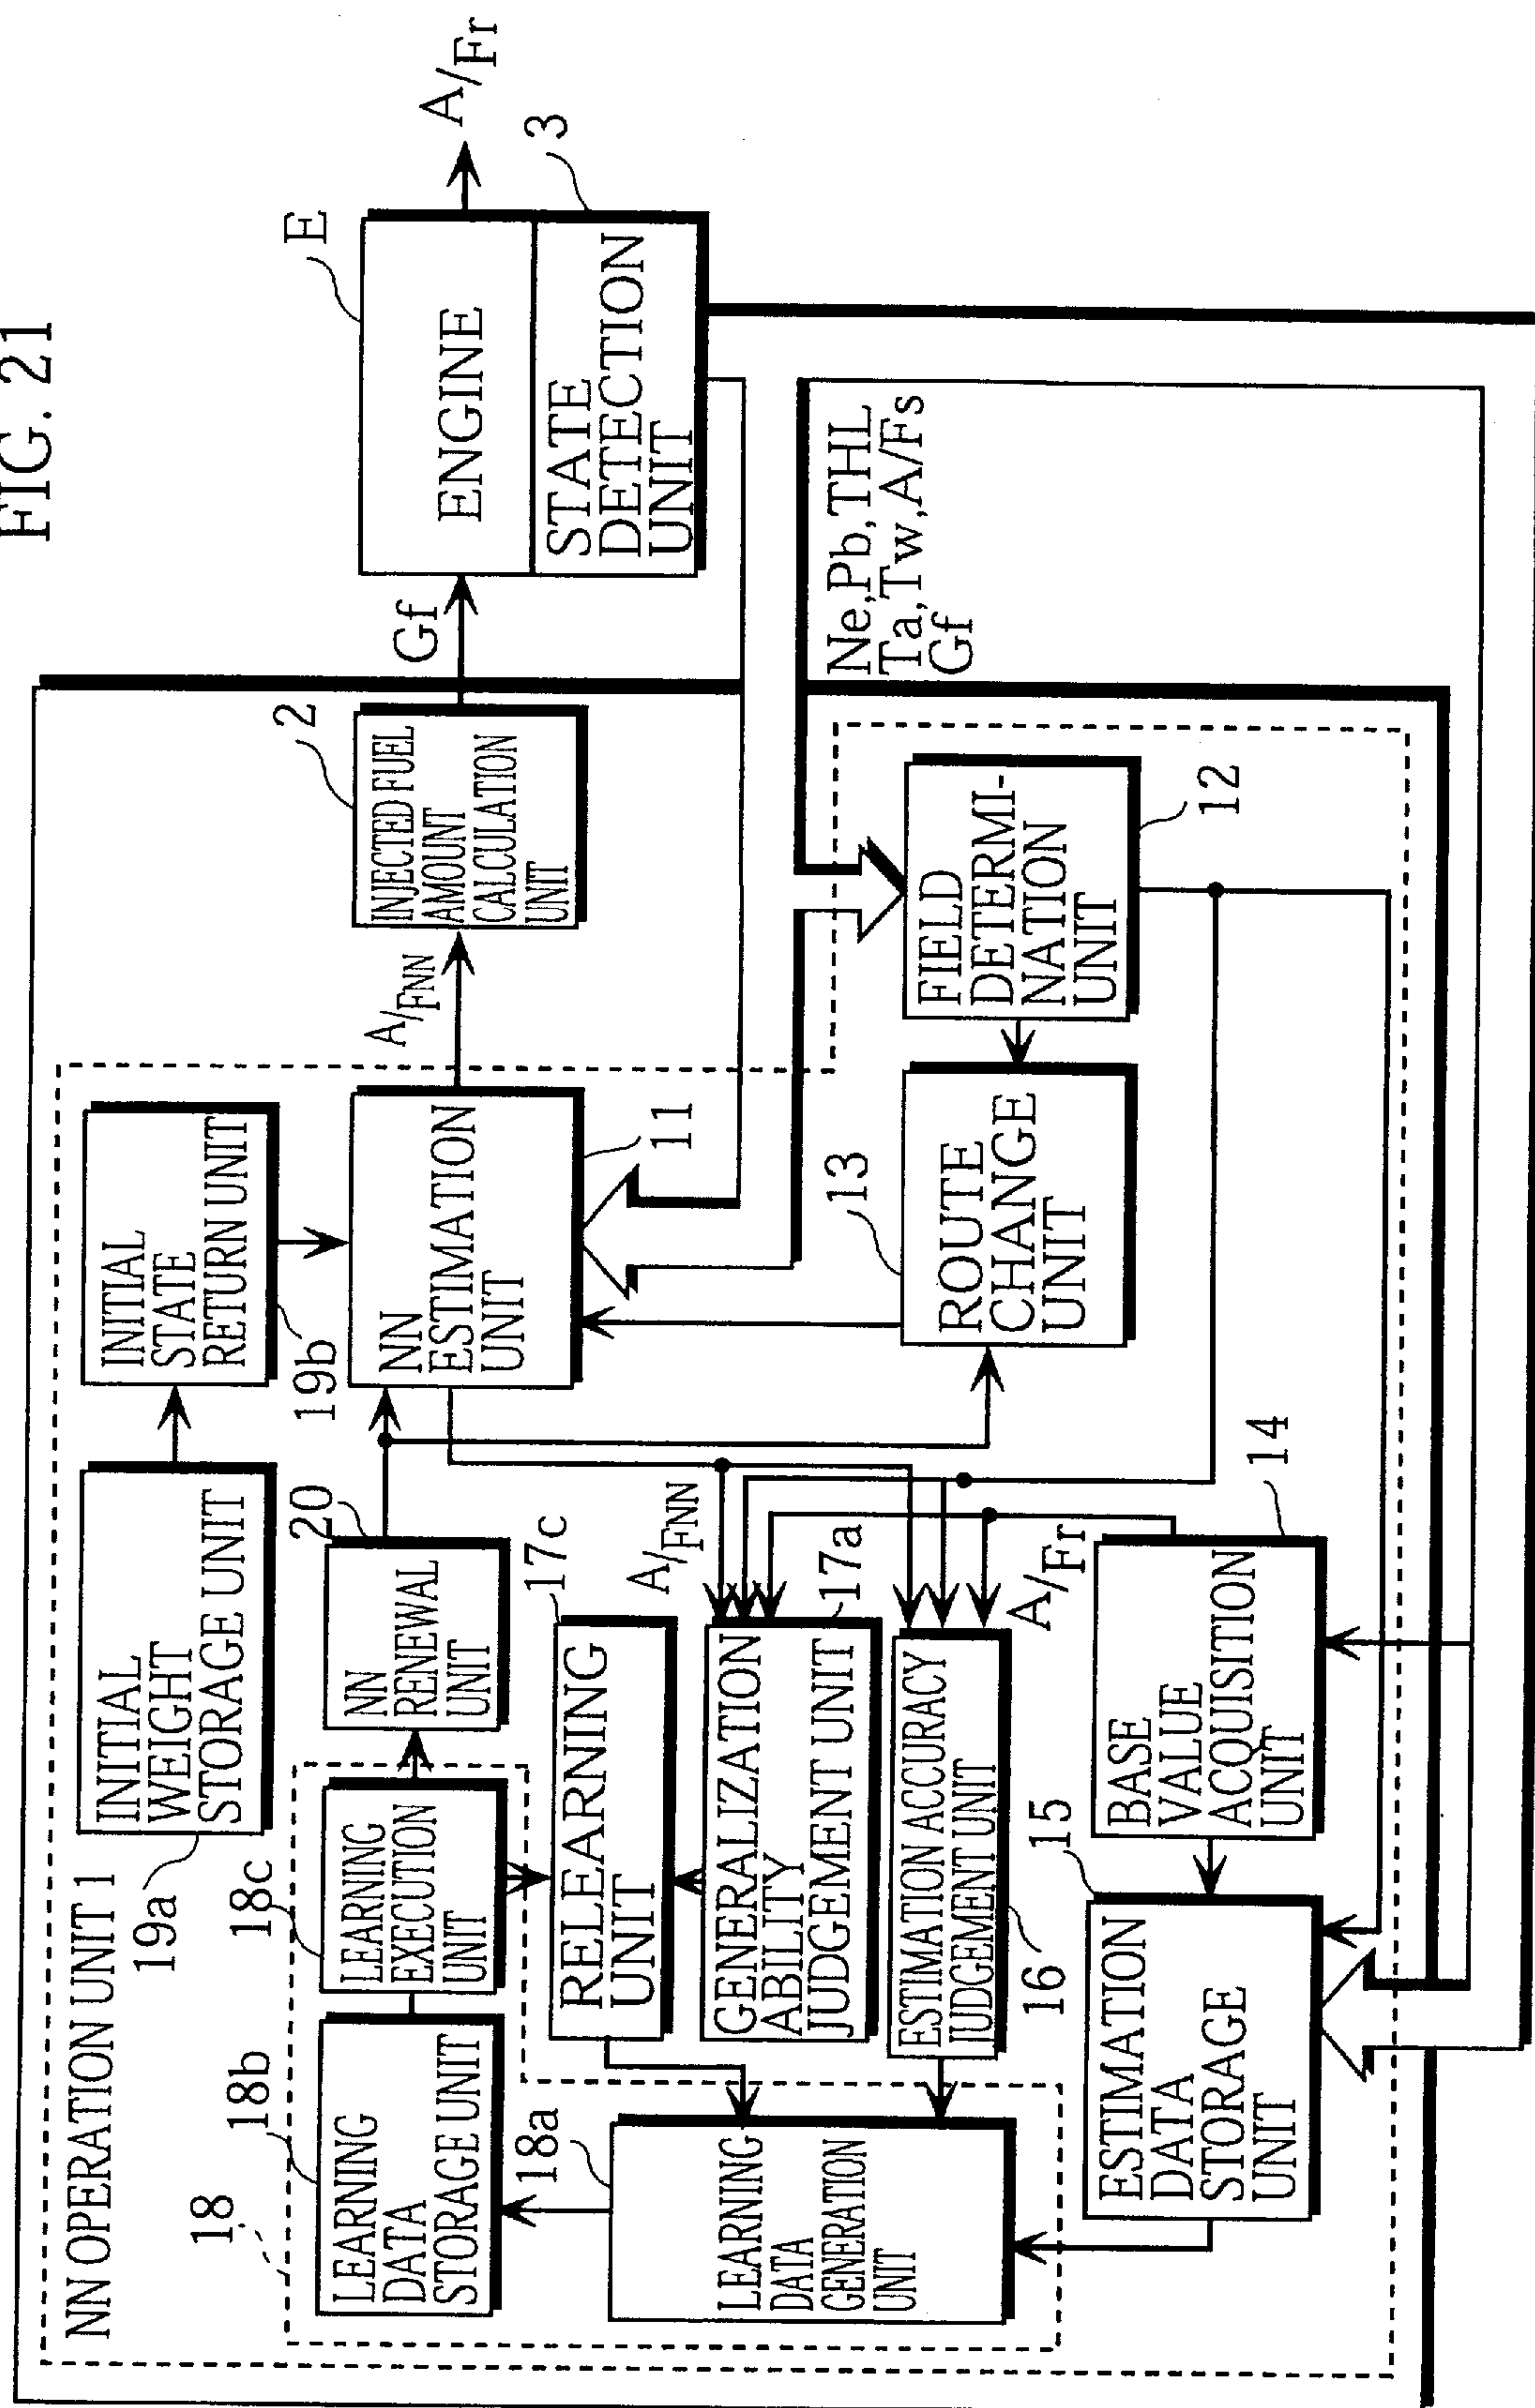 FIG. 21
NN OPERATION UNIT 1
19a
INITIAL
WEIGHT
STORAGE UNIT
INITIAL
STATE
RETURN UNIT
19b
18
18b
LEARNING
DATA
STORAGE UNIT
18c
LEARNING
EXECUTION
UNIT
20
NN
RENEWAL
UNIT
NN
ESTIMATION
UNIT
11
A/FNN
2
INJECTED FUEL
AMOUNT
CALCULATION
UNIT
Gf
E
ENGINE
STATE
DETECTION
UNIT
3
A/Fr
17c
RELEARNING
UNIT
A/FNN
GENERALIZATION
ABILITY
JUDGEMENT UNIT
17a
ESTIMATION ACCURACY
JUDGEMENT UNIT
16
A/Fr
18a
LEARNING
DATA
GENERATION
UNIT
13
ROUTE
CHANGE
UNIT
FIELD
DETERMI-
NATION
UNIT
12
Ne,Pb,THL
Ta,Tw,A/Fs
Gf
15
ESTIMATION
DATA
STORAGE
UNIT
BASE
VALUE
ACQUISITION
UNIT
14